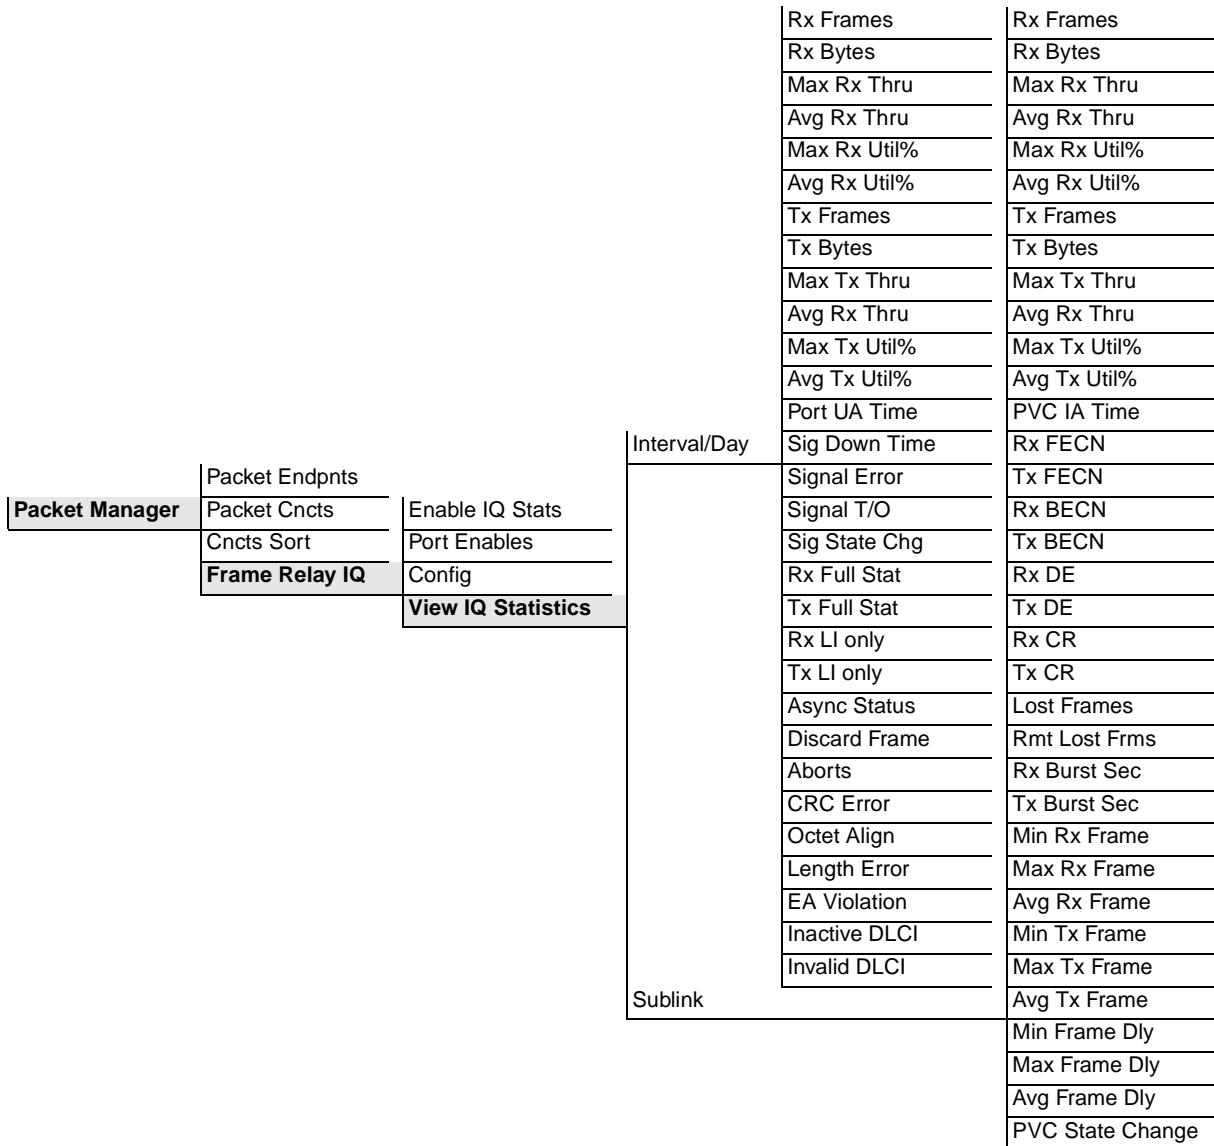 Packet Manager
Packet Endpnts
Packet Cncts
Cncts Sort
Frame Relay IQ
Enable IQ Stats
Port Enables
Config
View IQ Statistics
Interval/Day
Sublink
Rx Frames
Rx Bytes
Max Rx Thru
Avg Rx Thru
Max Rx Util%
Avg Rx Util%
Tx Frames
Tx Bytes
Max Tx Thru
Avg Rx Thru
Max Tx Util%
Avg Tx Util%
Port UA Time
Sig Down Time
Signal Error
Signal T/O
Sig State Chg
Rx Full Stat
Tx Full Stat
Rx LI only
Tx LI only
Async Status
Discard Frame
Aborts
CRC Error
Octet Align
Length Error
EA Violation
Inactive DLCI
Invalid DLCI
Rx Frames
Rx Bytes
Max Rx Thru
Avg Rx Thru
Max Rx Util%
Avg Rx Util%
Tx Frames
Tx Bytes
Max Tx Thru
Avg Rx Thru
Max Tx Util%
Avg Tx Util%
PVC IA Time
Rx FECN
Tx FECN
Rx BECN
Tx BECN
Rx DE
Tx DE
Rx CR
Tx CR
Lost Frames
Rmt Lost Frms
Rx Burst Sec
Tx Burst Sec
Min Rx Frame
Max Rx Frame
Avg Rx Frame
Min Tx Frame
Max Tx Frame
Avg Tx Frame
Min Frame Dly
Max Frame Dly
Avg Frame Dly
PVC State Change